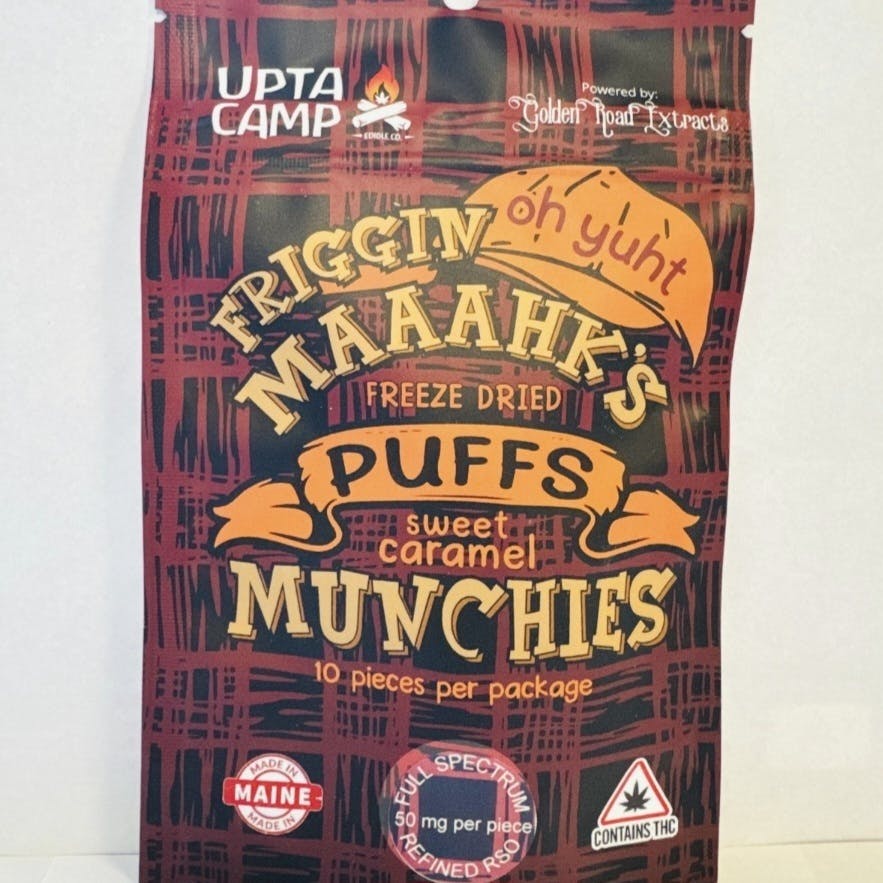 UPTA
CAMP
EDIBLE CO.
Powered by:
Golden Road Extracts
oh yuht
FRIGGIN
MAAAHK'S
FREEZE DRIED
PUFFS
sweet
caramel
MUNCHIES
10 pieces per package
MADE IN
MAINE
MADE IN
FULL SPECTRUM
50 mg per piece
REFINED RSO
CONTAINS THC